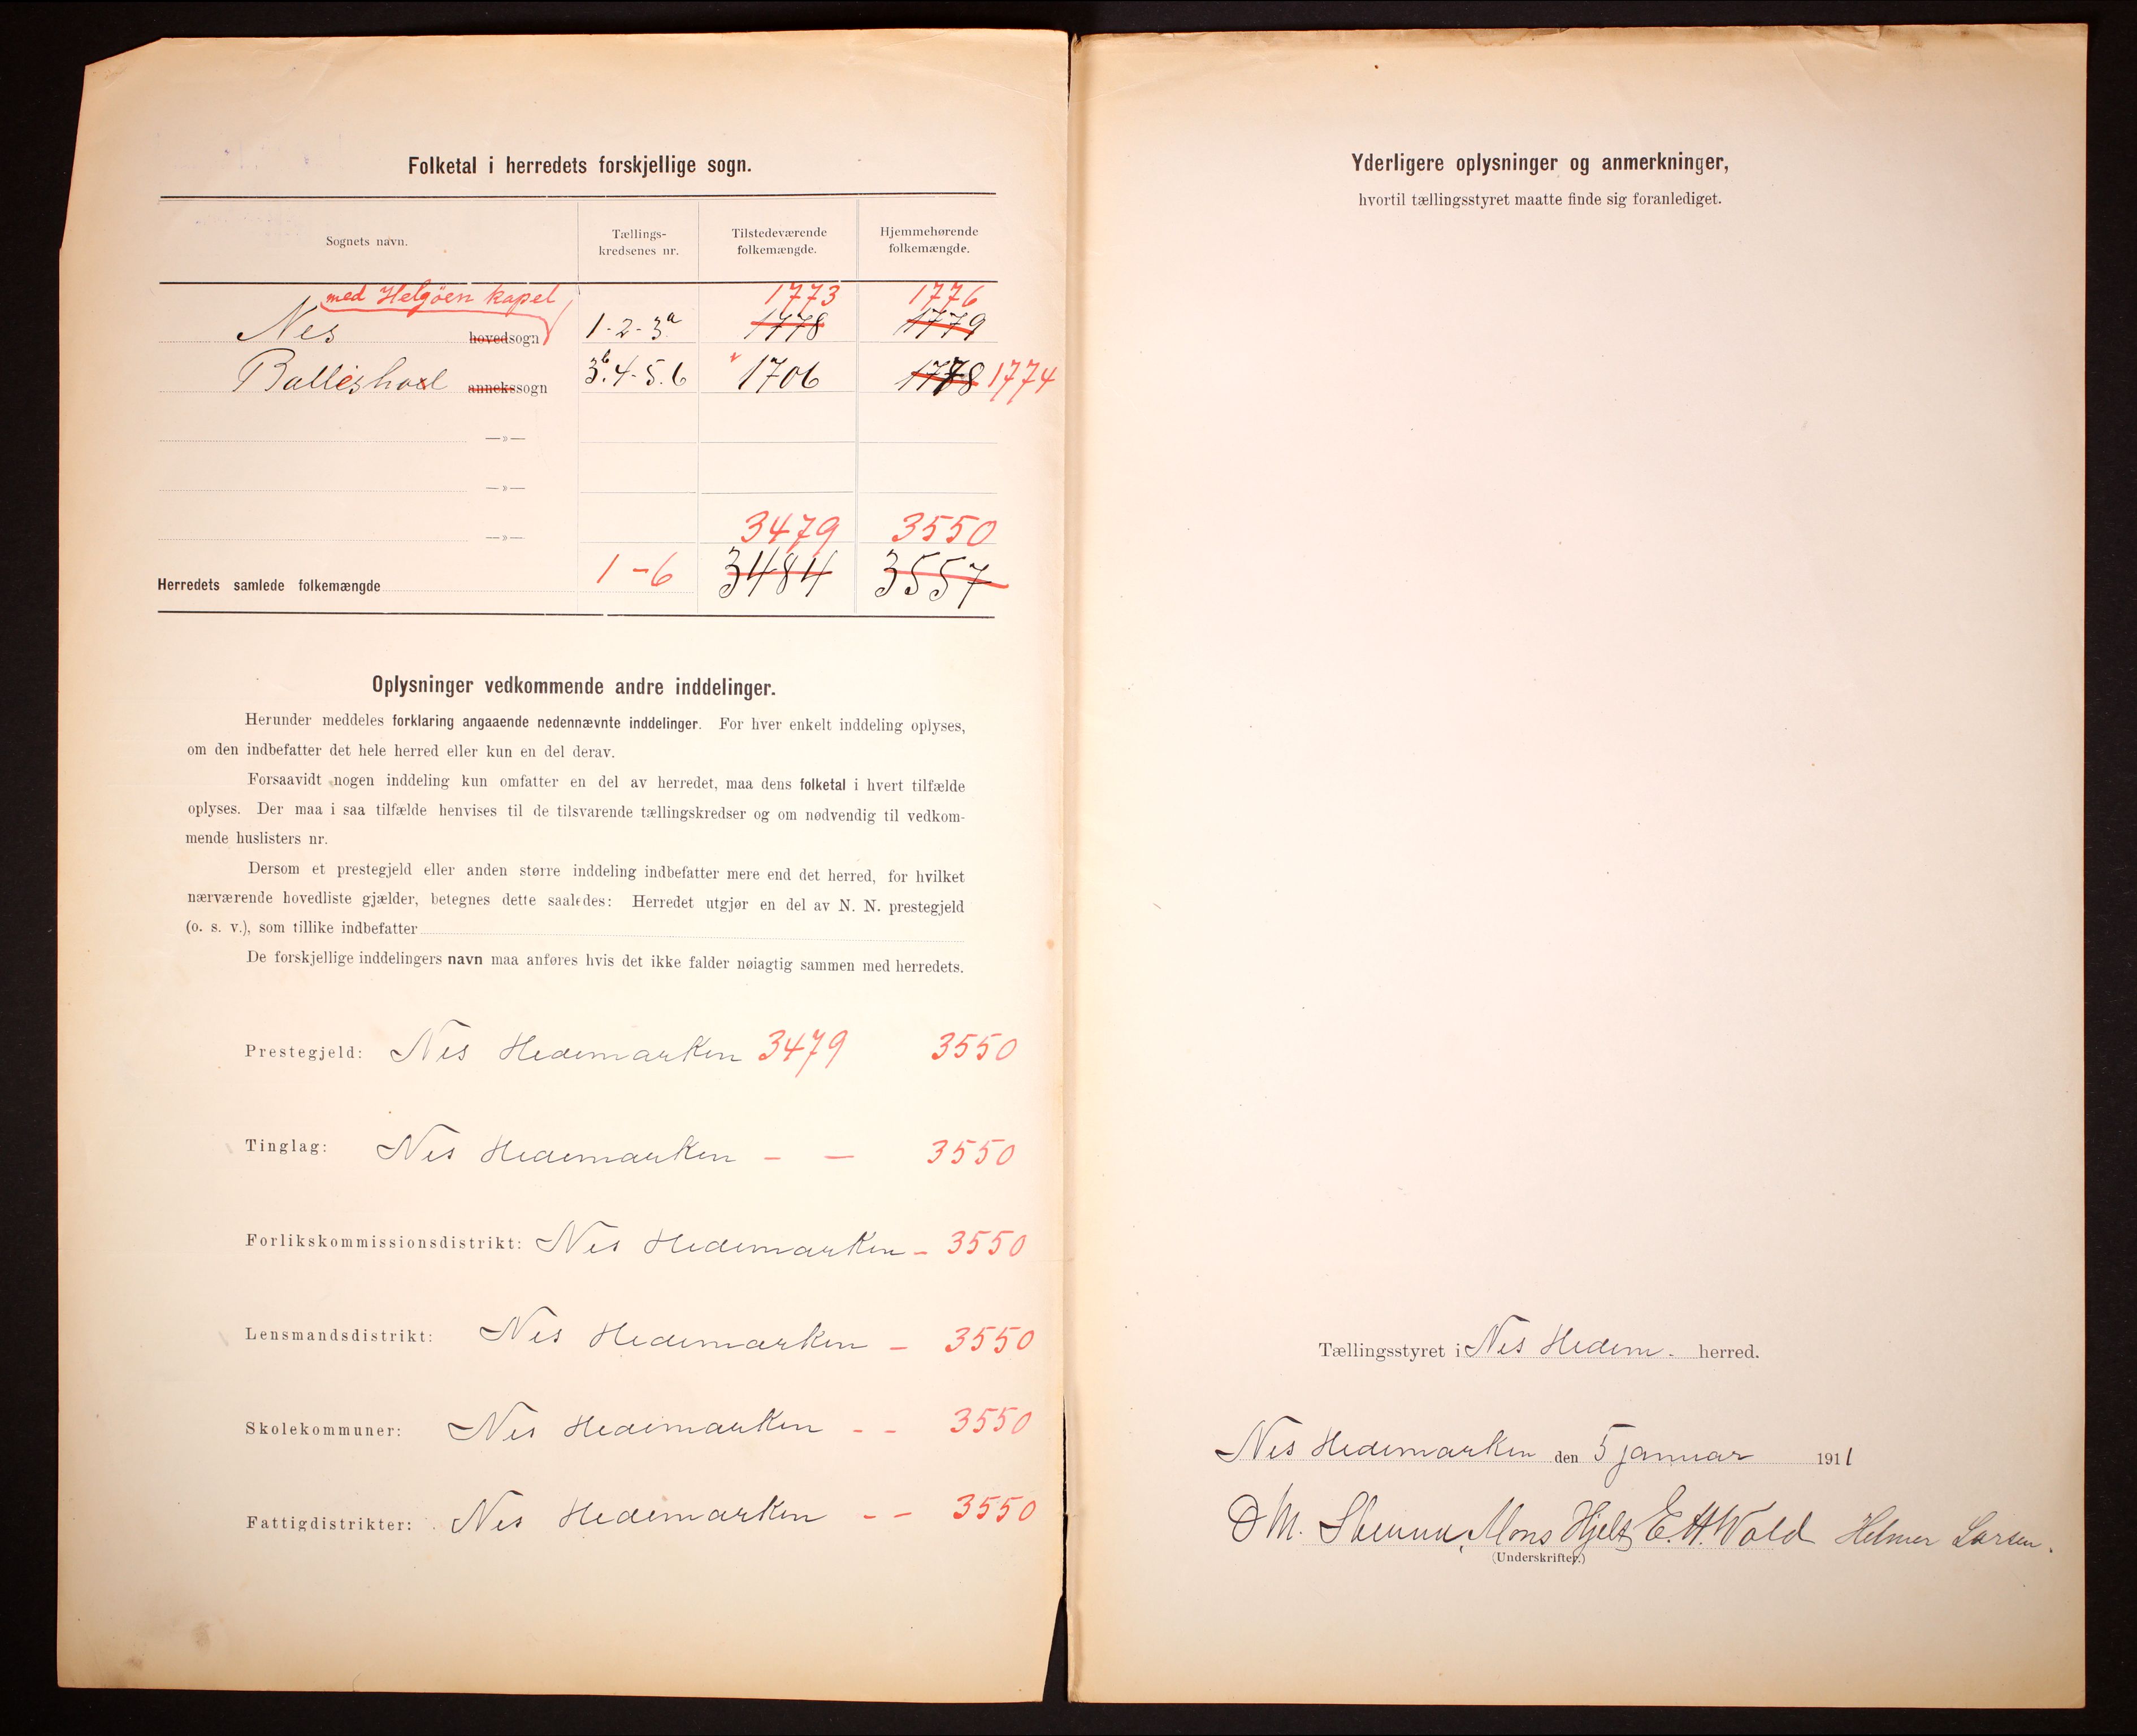 Folketal i herredets forskjellige sogn.
Sognets navn.
Tællings-
kredsenes nr.
Tilstedeværende
folkemængde.
Hjemmehørende
folkemængde.
med Helgöen kapel 1773 1776
Nes hovedsogn 1-2-3a 1778 1779
Balleshoel annekssogn 3b.4-5.6 1706 1778 1774
—»—
—»—
3479 3550
—»—
Herredets samlede folkemængde 1-6 3484 3557
Oplysninger vedkommende andre inddelinger.
Herunder meddeles forklaring angaaende nedennævnte inddelinger. For hver enkelt inddeling oplyses,
om den indbefatter det hele herred eller kun en del derav.
Forsaavidt nogen inddeling kun omfatter en del av herredet, maa dens folketal i hvert tilfælde
oplyses. Der maa i saa tilfælde henvises til de tilsvarende tællingskredser og om nødvendig til vedkom-
mende huslisters nr.
Dersom et prestegjeld eller anden større inddeling indbefatter mere end det herred, for hvilket
nærværende hovedliste gjælder, betegnes dette saaledes: Herredet utgjør en del av N. N. prestegjeld
(o. s. v.), som tillike indbefatter
De forskjellige inddelingers navn maa anføres hvis det ikke falder nøiagtig sammen med herredets.
Prestegjeld: Nes Hedemarken 3479 3550
Tinglag: Nes Hedemarken - - 3550
Forlikskommissionsdistrikt: Nes Hedemarken - 3550
Lensmandsdistrikt: Nes Hedemarken - 3550
Skolekommuner: Nes Hedemarken - - 3550
Fattigdistrikter: Nes Hedemarken - - 3550
Yderligere oplysninger og anmerkninger,
hvortil tællingsstyret maatte finde sig foranlediget.
Tællingsstyret i Nes Hedem. herred.
Nes Hedemarken den 5 januar 1911
M. Mons Hjelt, E. H. Wold Helmer Larsen.
(Underskrifter.)